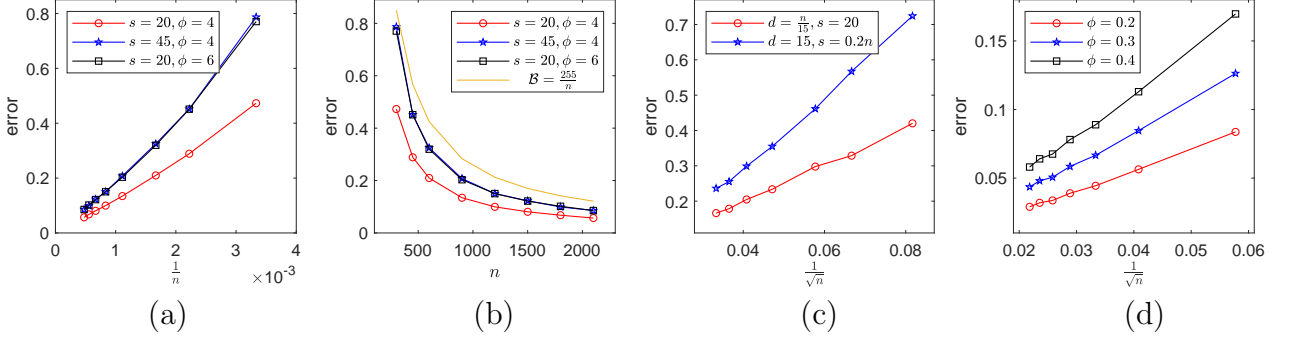 error
0.8
0.6
0.4
0.2
0
s = 20, ϕ = 4
s = 45, ϕ = 4
s = 20, ϕ = 6
0 1 2 3 4
×10⁻³
1/n
(a)
error
0.8
0.6
0.4
0.2
0
s = 20, ϕ = 4
s = 45, ϕ = 4
s = 20, ϕ = 6
ℬ = 255/n
500 1000 1500 2000
n
(b)
error
0.7
0.6
0.5
0.4
0.3
0.2
d = n/15, s = 20
d = 15, s = 0.2n
0.04 0.06 0.08
1/√n
(c)
error
0.15
0.1
0.05
ϕ = 0.2
ϕ = 0.3
ϕ = 0.4
0.02 0.03 0.04 0.05 0.06
1/√n
(d)